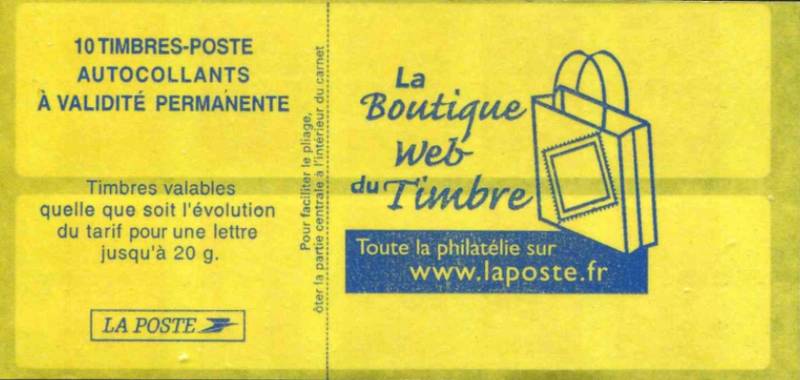 10 TIMBRES-POSTE
AUTOCOLLANTS
À VALIDITÉ PERMANENTE
Timbres valables
quelle que soit l'évolution
du tarif pour une lettre
jusqu'à 20 g.
LA POSTE
Pour faciliter le pliage,
ôter la partie centrale à l'intérieur du carnet
La
Boutique
Web
du Timbre
Toute la philatélie sur
www.laposte.fr